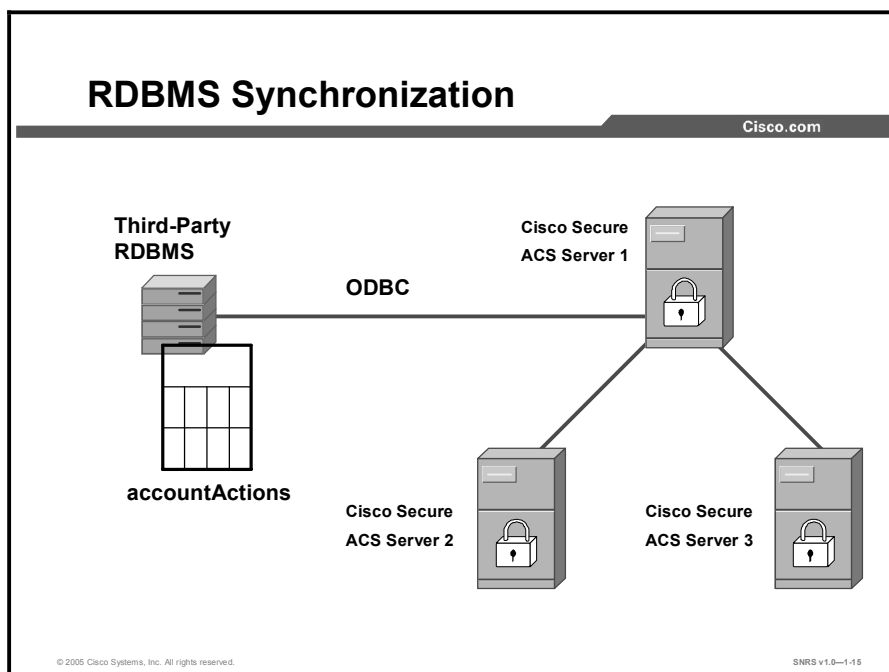 RDBMS Synchronization
Cisco.com
Third-Party
RDBMS
ODBC
Cisco Secure
ACS Server 1
accountActions
Cisco Secure
ACS Server 2
Cisco Secure
ACS Server 3
© 2005 Cisco Systems, Inc. All rights reserved.
SNRS v1.0—1-15